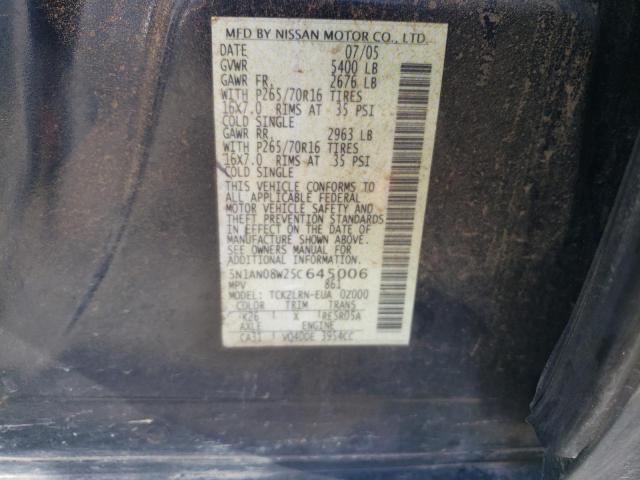 MFD BY NISSAN MOTOR CO., LTD.
DATE 07/05
GVWR 5400 LB
GAWR FR. 2676 LB
WITH P265/70R16 TIRES
16X7.0 RIMS AT 35 PSI
COLD SINGLE
GAWR RR. 2963 LB
WITH P265/70R16 TIRES
16X7.0 RIMS AT 35 PSI
COLD SINGLE
THIS VEHICLE CONFORMS TO
ALL APPLICABLE FEDERAL
MOTOR VEHICLE SAFETY AND
THEFT PREVENTION STANDARDS
IN EFFECT ON THE DATE OF
MANUFACTURE SHOWN ABOVE.
SEE OWNERS MANUAL FOR
ADDITIONAL INFORMATION
5N1AN08W25C645006
MPV 861
MODEL: TCKZLRN-EUA 02000
COLOR TRIM TRANS
K26 X RE5R05A
AXLE ENGINE
CA31 VQ40DE 3954CC